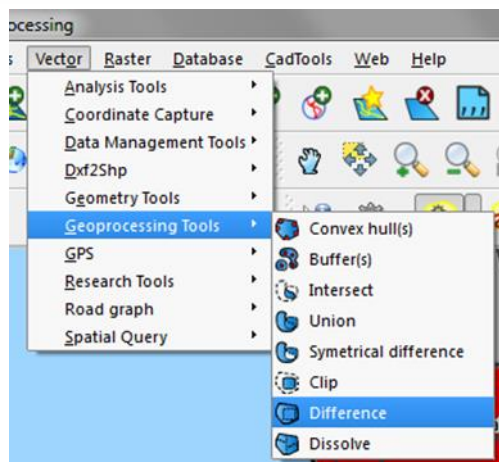 ocessing
s Vector Raster Database CadTools Web Help
Analysis Tools
Coordinate Capture
Data Management Tools
Dxf2Shp
Geometry Tools
Geoprocessing Tools
GPS
Research Tools
Road graph
Spatial Query
Convex hull(s)
Buffer(s)
Intersect
Union
Symetrical difference
Clip
Difference
Dissolve